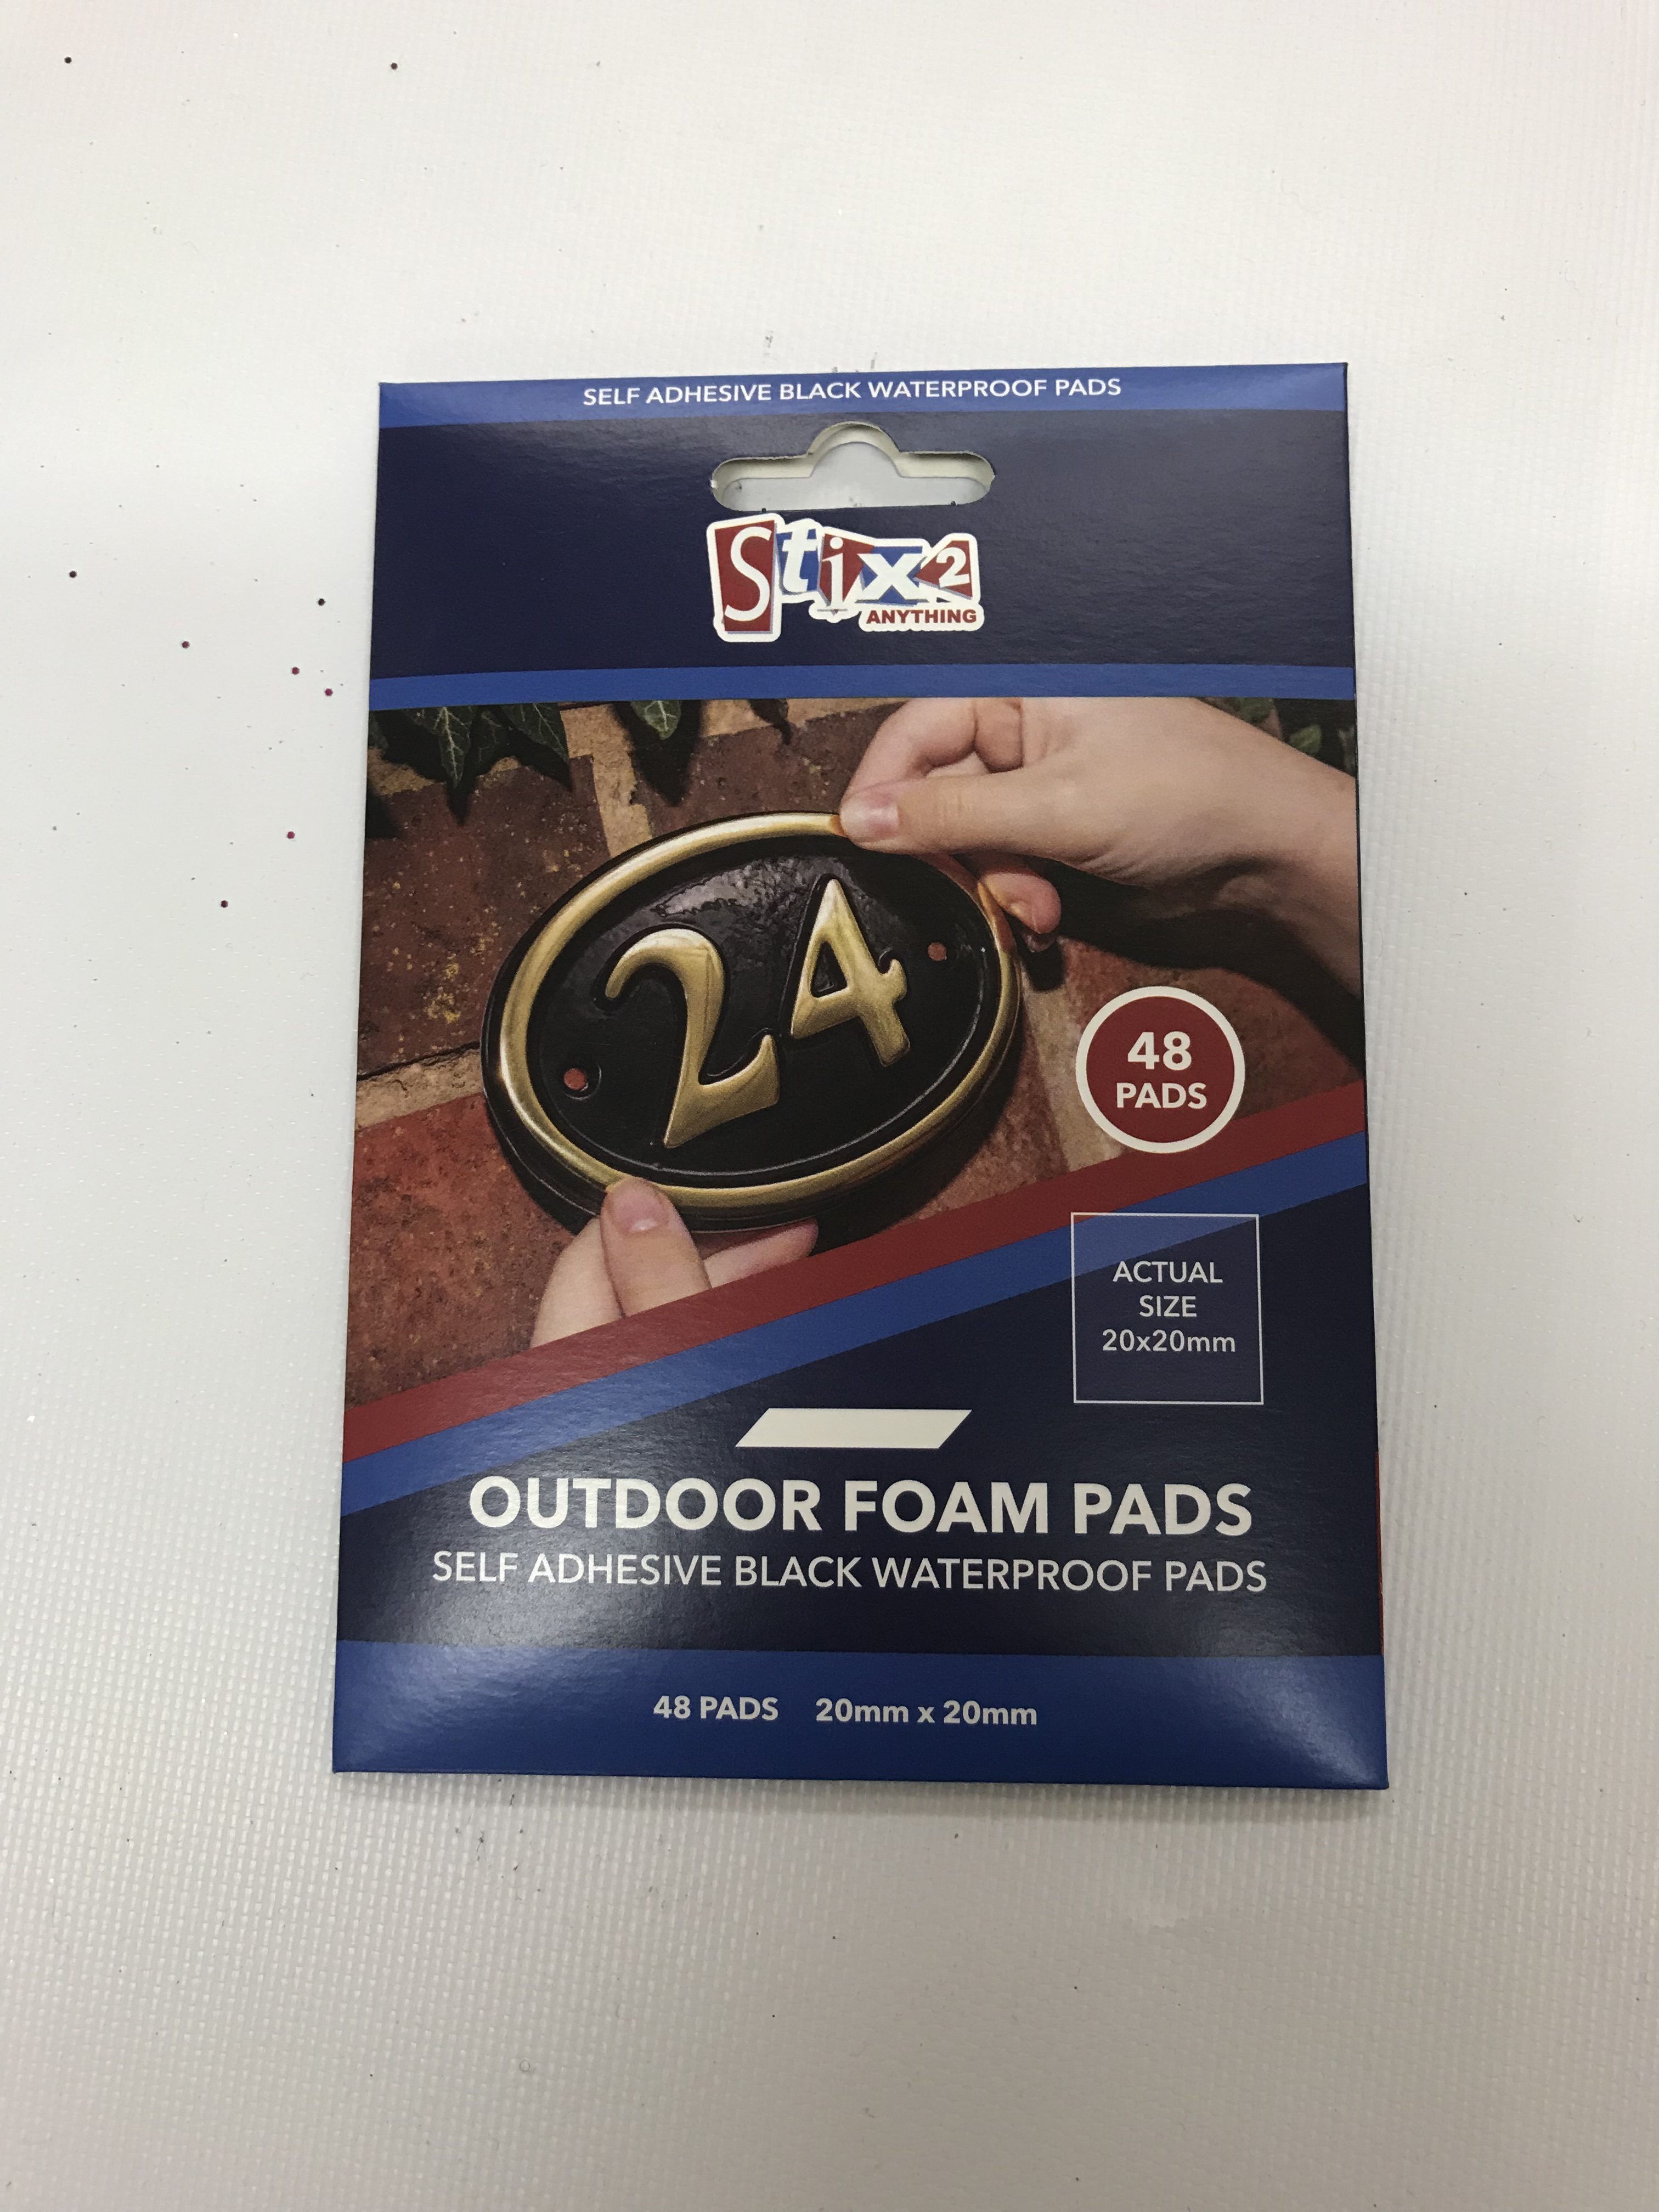 SELF ADHESIVE BLACK WATERPROOF PADS
Stix2
ANYTHING
24
48
PADS
ACTUAL
SIZE
20x20mm
OUTDOOR FOAM PADS
SELF ADHESIVE BLACK WATERPROOF PADS
48 PADS 20mm x 20mm